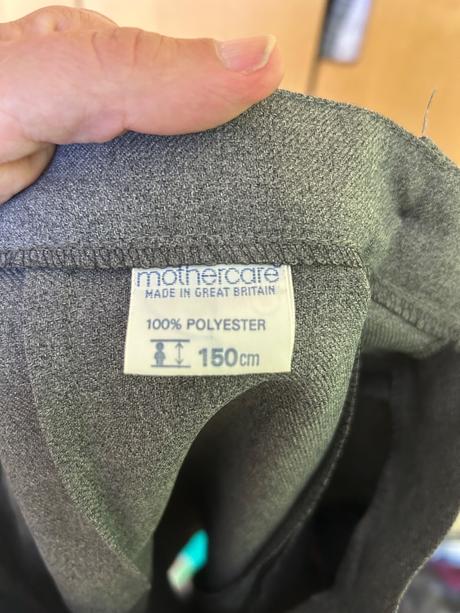 mothercare
MADE IN GREAT BRITAIN
100% POLYESTER
150cm